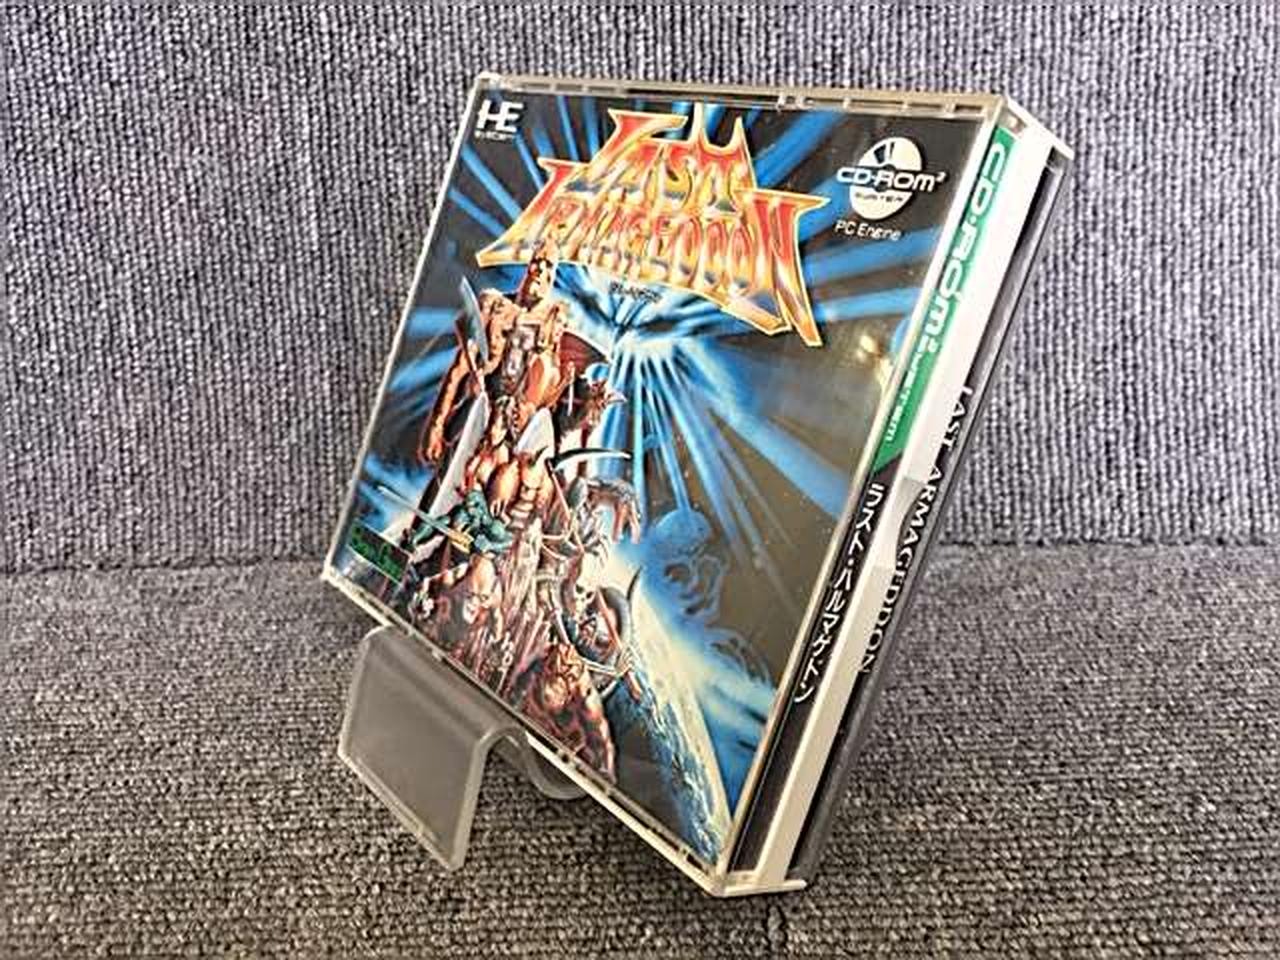 HE
LAST
ARMAGEDDON
CD-ROM²
SYSTEM
PC Engine
CD-ROM² SYSTEM
ラスト・ハルマゲドン
LAST ARMAGEDDON